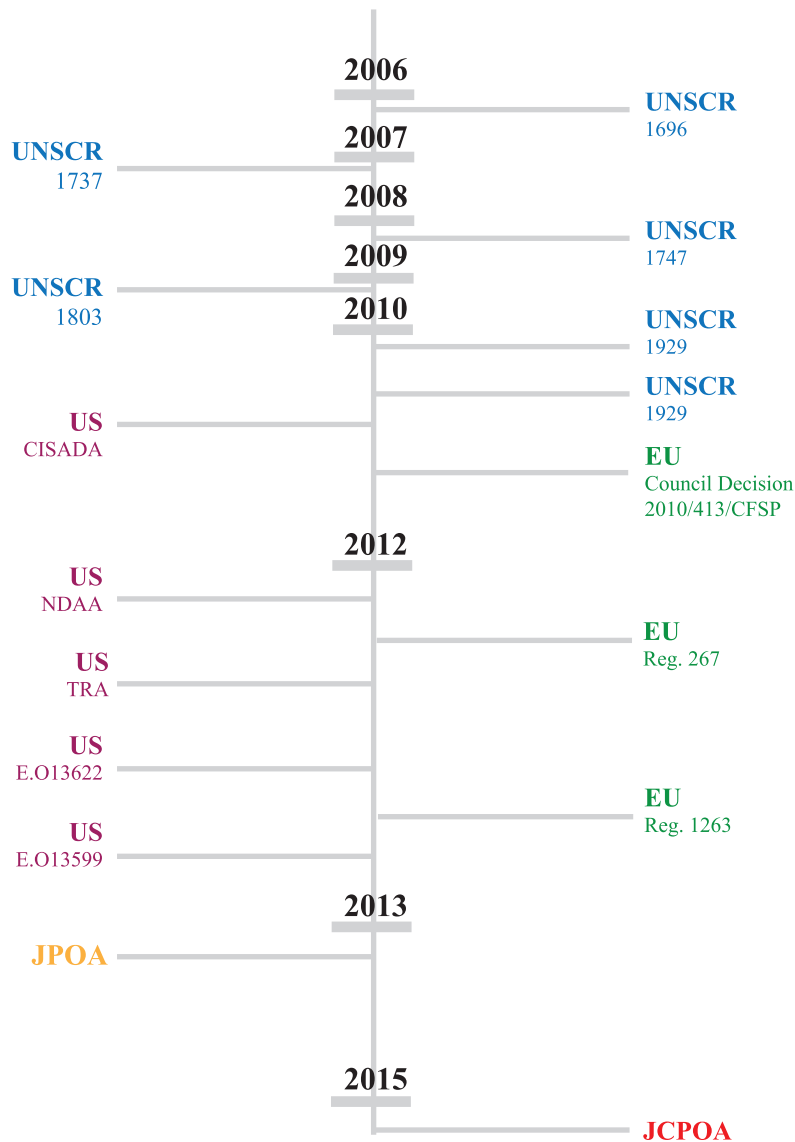 2006
UNSCR
1696
2007
UNSCR
1737
2008
UNSCR
1747
2009
UNSCR
1803
2010
UNSCR
1929
UNSCR
1929
US
CISADA
EU
Council Decision
2010/413/CFSP
2012
US
NDAA
EU
Reg. 267
US
TRA
US
E.O13622
EU
Reg. 1263
US
E.O13599
2013
JPOA
2015
JCPOA